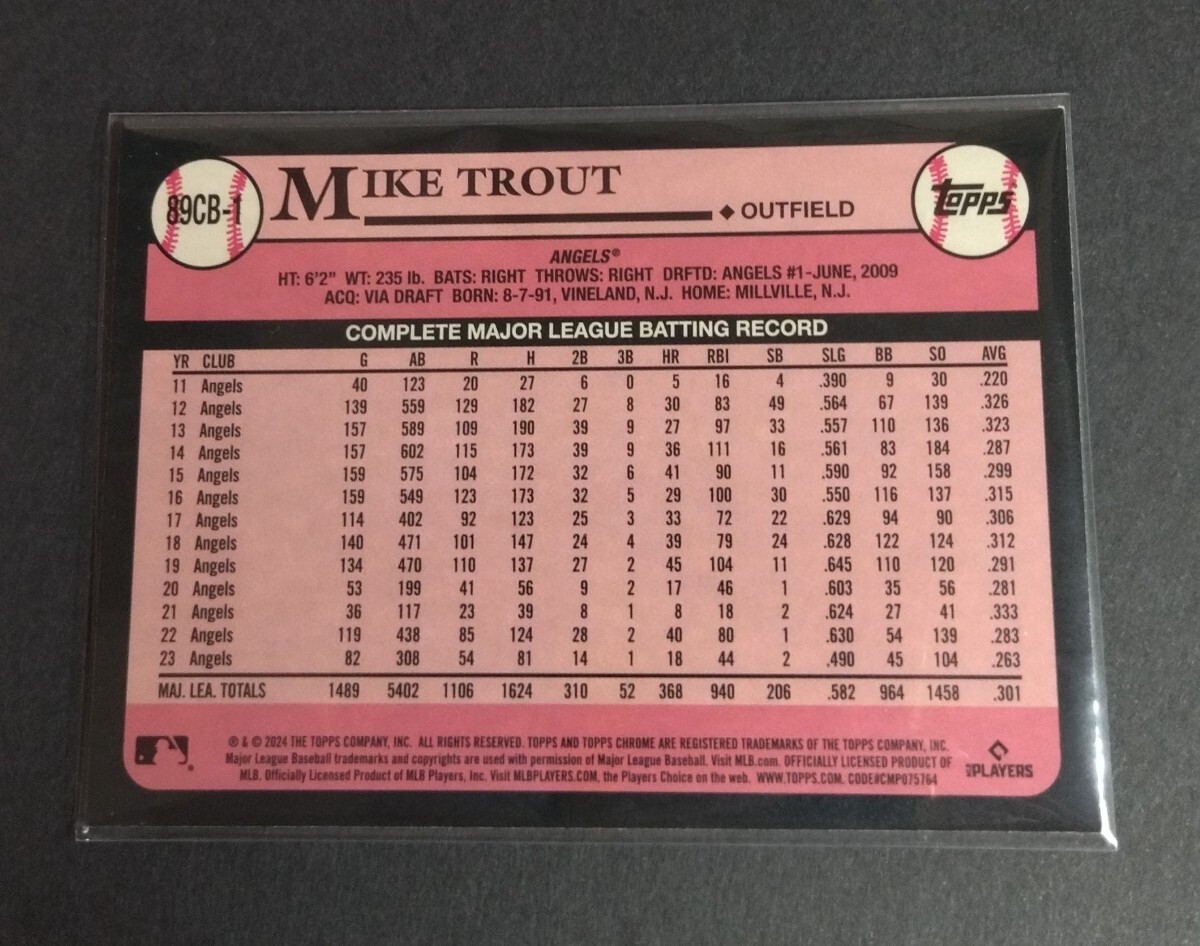 89CB-1
MIKE TROUT
◆ OUTFIELD
TOPPS
ANGELS®
HT: 6'2" WT: 235 lb. BATS: RIGHT THROWS: RIGHT DRFTD: ANGELS #1-JUNE, 2009
ACQ: VIA DRAFT BORN: 8-7-91, VINELAND, N.J. HOME: MILLVILLE, N.J.
COMPLETE MAJOR LEAGUE BATTING RECORD
YR CLUB G AB R H 2B 3B HR RBI SB SLG BB SO AVG
11 Angels 40 123 20 27 6 0 5 16 4 .390 9 30 .220
12 Angels 139 559 129 182 27 8 30 83 49 .564 67 139 .326
13 Angels 157 589 109 190 39 9 27 97 33 .557 110 136 .323
14 Angels 157 602 115 173 39 9 36 111 16 .561 83 184 .287
15 Angels 159 575 104 172 32 6 41 90 11 .590 92 158 .299
16 Angels 159 549 123 173 32 5 29 100 30 .550 116 137 .315
17 Angels 114 402 92 123 25 3 33 72 22 .629 94 90 .306
18 Angels 140 471 101 147 24 4 39 79 24 .628 122 124 .312
19 Angels 134 470 110 137 27 2 45 104 11 .645 110 120 .291
20 Angels 53 199 41 56 9 2 17 46 1 .603 35 56 .281
21 Angels 36 117 23 39 8 1 8 18 2 .624 27 41 .333
22 Angels 119 438 85 124 28 2 40 80 1 .630 54 139 .283
23 Angels 82 308 54 81 14 1 18 44 2 .490 45 104 .263
MAJ. LEA. TOTALS 1489 5402 1106 1624 310 52 368 940 206 .582 964 1458 .301
® & © 2024 THE TOPPS COMPANY, INC. ALL RIGHTS RESERVED. TOPPS AND TOPPS CHROME ARE REGISTERED TRADEMARKS OF THE TOPPS COMPANY, INC.
Major League Baseball trademarks and copyrights are used with permission of Major League Baseball. Visit MLB.com. OFFICIALLY LICENSED PRODUCT OF
MLB. Officially Licensed Product of MLB Players, Inc. Visit MLBPLAYERS.COM, the Players Choice on the web. WWW.TOPPS.COM. CODE#CMP075764
MLB PLAYERS